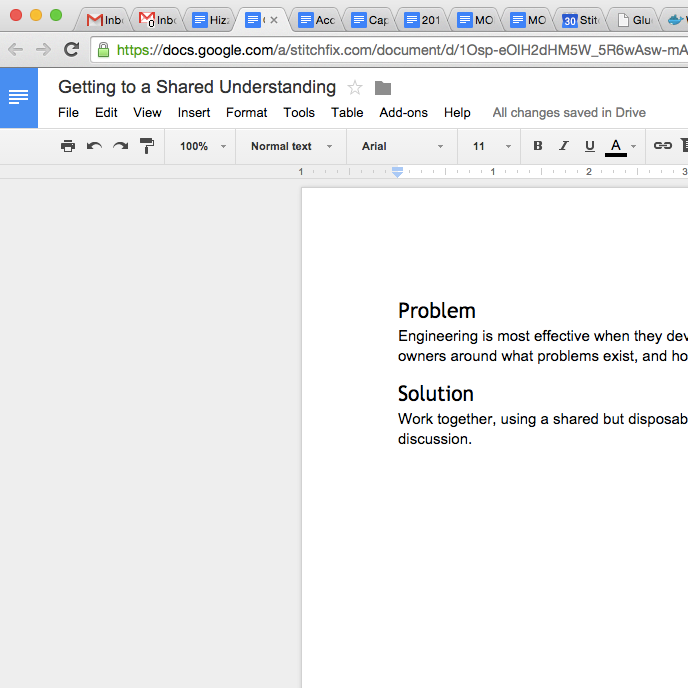 Inbo Inbo Hizz Acc Cap 201 MO MO 30 Stit Glu
https://docs.google.com/a/stitchfix.com/document/d/1Osp-eOIH2dHM5W_5R6wAsw-mA
Getting to a Shared Understanding
File Edit View Insert Format Tools Table Add-ons Help All changes saved in Drive
100% Normal text Arial 11 B I U A
1 1 2 3
Problem
Engineering is most effective when they dev
owners around what problems exist, and ho
Solution
Work together, using a shared but disposab
discussion.